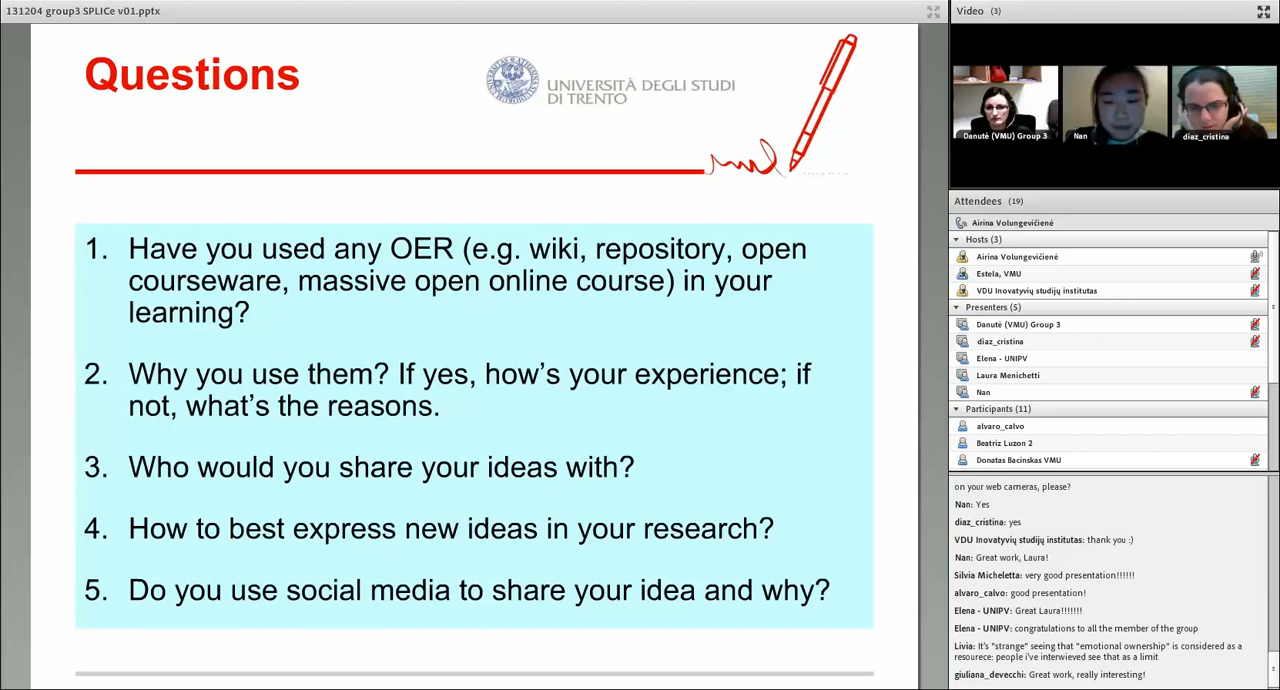 131204 group3 SPLICe v01.pptx
Questions
UNIVERSITÀ DEGLI STUDI
DI TRENTO
1. Have you used any OER (e.g. wiki, repository, open
courseware, massive open online course) in your
learning?
2. Why you use them? If yes, how's your experience; if
not, what's the reasons.
3. Who would you share your ideas with?
4. How to best express new ideas in your research?
5. Do you use social media to share your idea and why?
Video (3)
Danutė (VMU) Group 3
Nan
diaz_cristina
Attendees (19)
Airina Volungevičienė
Hosts (3)
Airina Volungevičienė
Estela, VMU
VDU Inovatyvių studijų institutas
Presenters (5)
Danutė (VMU) Group 3
diaz_cristina
Elena - UNIPV
Laura Menichetti
Nan
Participants (11)
alvaro_calvo
Beatriz Luzon 2
Donatas Bacinskas VMU
on your web cameras, please?
Nan: Yes
diaz_cristina: yes
VDU Inovatyvių studijų institutas: thank you :)
Nan: Great work, Laura!
Silvia Micheletta: very good presentation!!!!!!
alvaro_calvo: good presentation!
Elena - UNIPV: Great Laura!!!!!!!
Elena - UNIPV: congratulations to all the member of the group
Livia: It's "strange" seeing that "emotional ownership" is considered as a
resourece: people i've interwieved see that as a limit
giuliana_devecchi: Great work, really interesting!